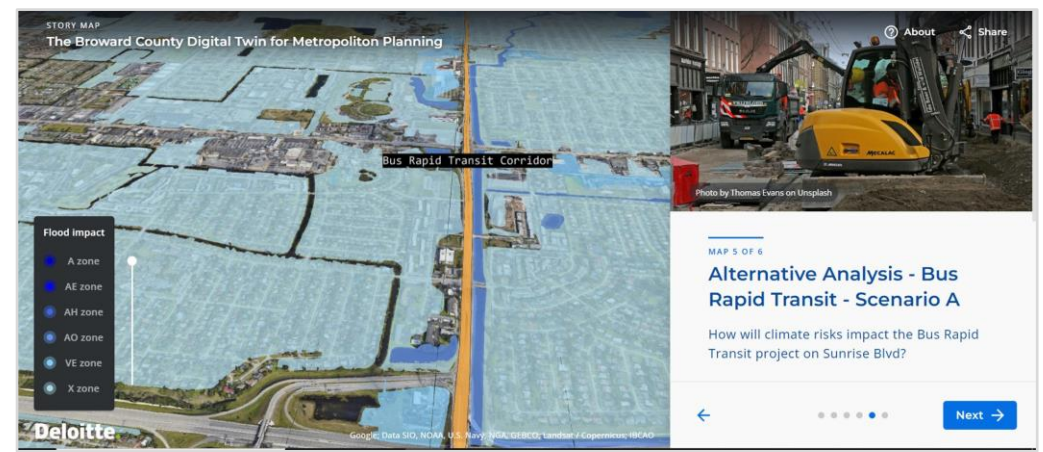 STORY MAP
The Broward County Digital Twin for Metropoliton Planning
About
Share
Bus Rapid Transit Corridor
Photo by Thomas Evans on Unsplash
MECALAC
Flood impact
A zone
AE zone
AH zone
AO zone
VE zone
X zone
MAP 5 OF 6
Alternative Analysis - Bus
Rapid Transit - Scenario A
How will climate risks impact the Bus Rapid
Transit project on Sunrise Blvd?
Next
Deloitte.
Google, Data SIO, NOAA, U.S. Navy, NGA, GEBCO, Landsat / Copernicus, IBCAO